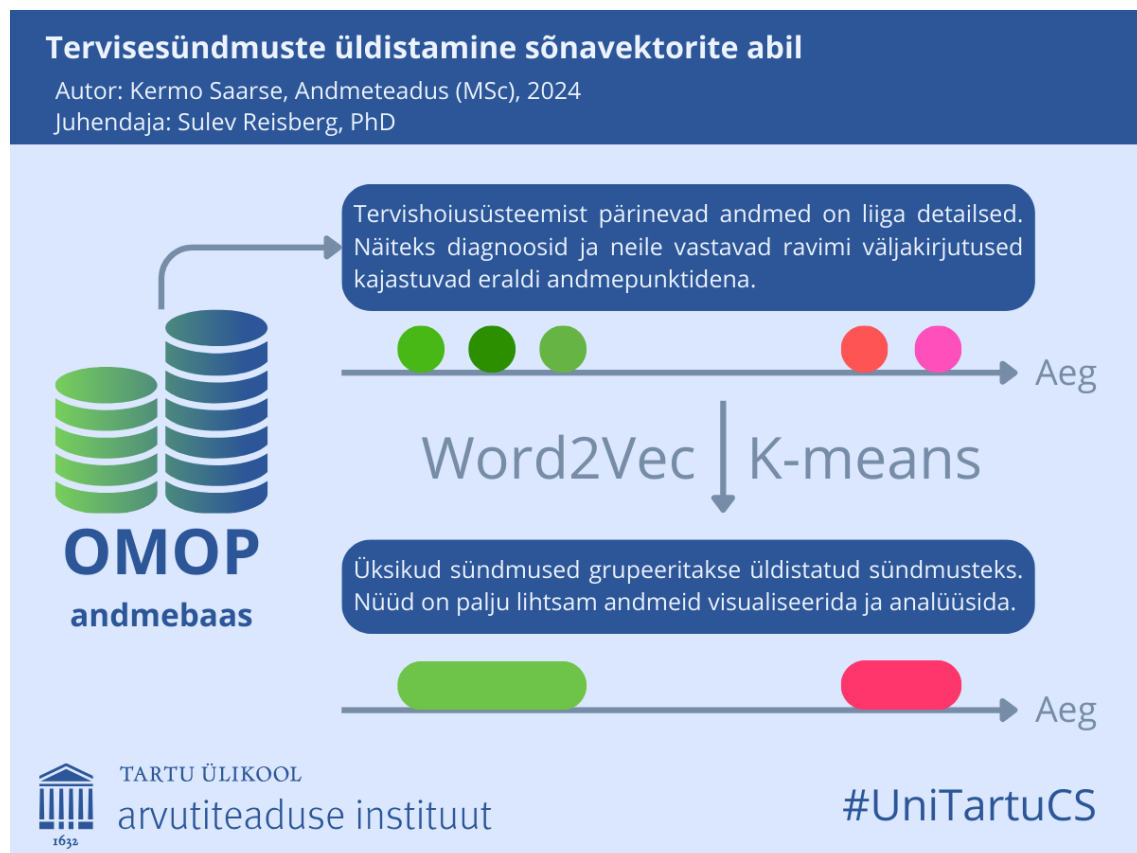 Tervisesündmuste üldistamine sõnavektorite abil
Autor: Kermo Saarse, Andmeteadus (MSc), 2024
Juhendaja: Sulev Reisberg, PhD
Tervishoiusüsteemist pärinevad andmed on liiga detailsed.
Näiteks diagnoosid ja neile vastavad ravimi väljakirjutused
kajastuvad eraldi andmepunktidena.
Aeg
Word2Vec
K-means
OMOP
andmebaas
Üksikud sündmused grupeeritakse üldistatud sündmusteks.
Nüüd on palju lihtsam andmeid visualiseerida ja analüüsida.
Aeg
TARTU ÜLIKOOL
arvutiteaduse instituut
1632
#UniTartuCS